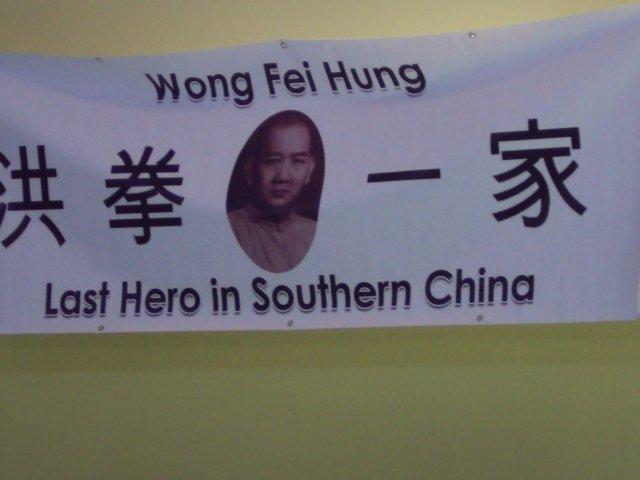 Wong Fei Hung
洪拳一家
Last Hero in Southern China